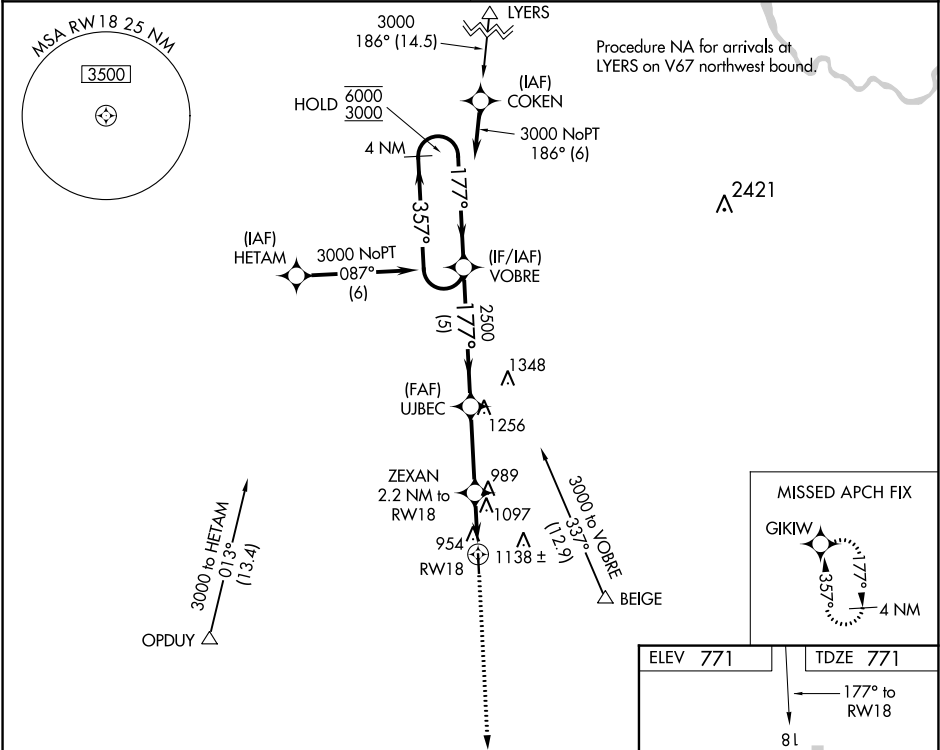 MSA RW18 25 NM
3500
LYERS
3000
186° (14.5)
Procedure NA for arrivals at
LYERS on V67 northwest bound.
(IAF)
COKEN
HOLD 6000
3000
3000 NoPT
186° (6)
4 NM
177°
357°
2421
(IAF)
HETAM
3000 NoPT
087°
(6)
(IF/IAF)
VOBRE
2500
177°
(5)
1348
(FAF)
UJBEC
1256
ZEXAN
2.2 NM to
RW18
989
1097
954
1138 ±
RW18
3000 to HETAM
013°
(13.4)
OPDUY
3000 to VOBRE
337°
(12.9)
BEIGE
MISSED APCH FIX
GIKIW
177°
357°
4 NM
ELEV 771
TDZE 771
177° to
RW18
18